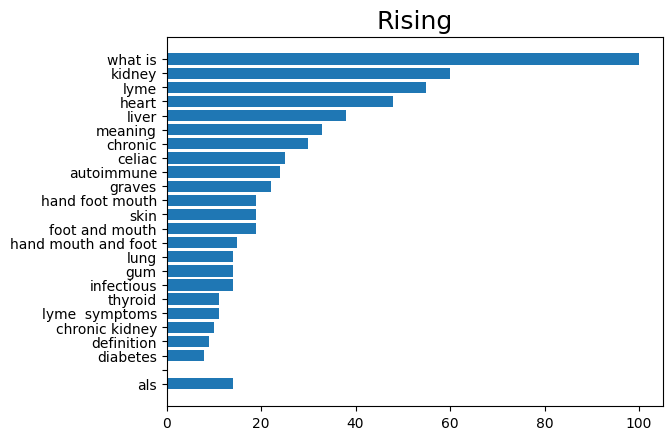 Rising
what is
kidney
lyme
heart
liver
meaning
chronic
celiac
autoimmune
graves
hand foot mouth
skin
foot and mouth
hand mouth and foot
lung
gum
infectious
thyroid
lyme  symptoms
chronic kidney
definition
diabetes
als
0 20 40 60 80 100